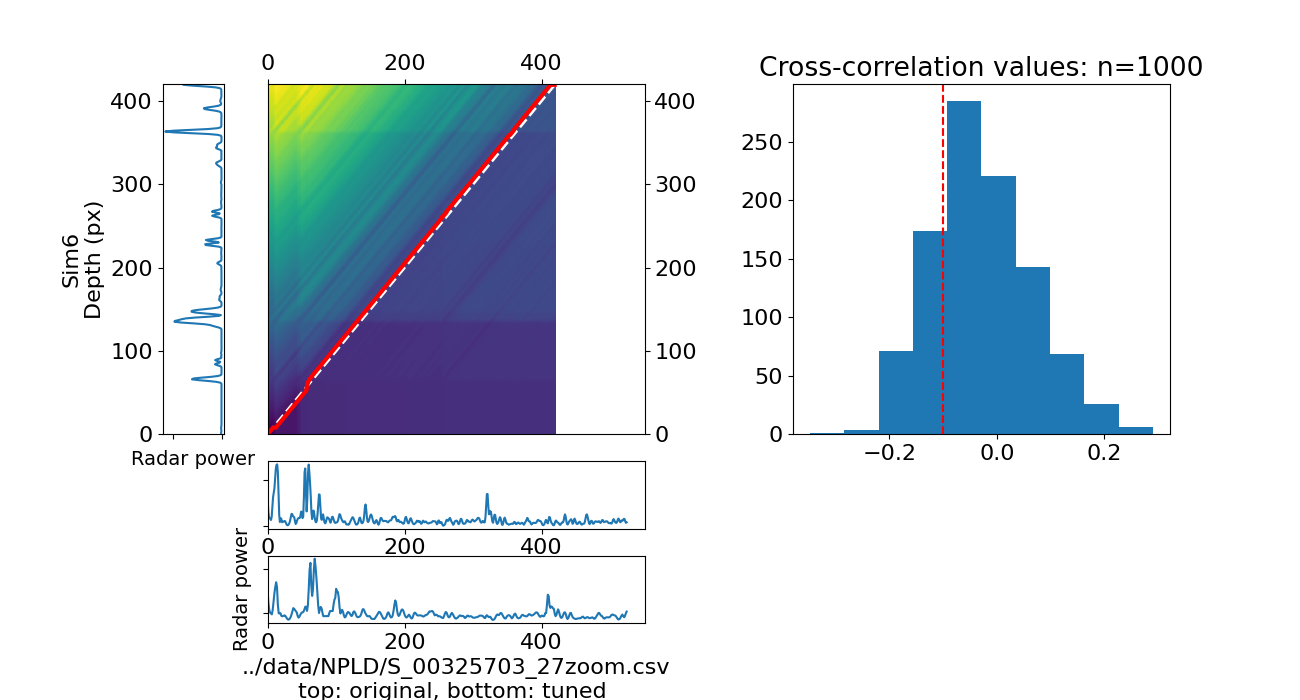 0 200 400
Cross-correlation values: n=1000
400 300 200 100 0
Sim6
Depth (px)
Radar power
400 300 200 100 0
250 200 150 100 50 0
−0.2 0.0 0.2
0 200 400
Radar power
0 200 400
../data/NPLD/S_00325703_27zoom.csv
top: original, bottom: tuned